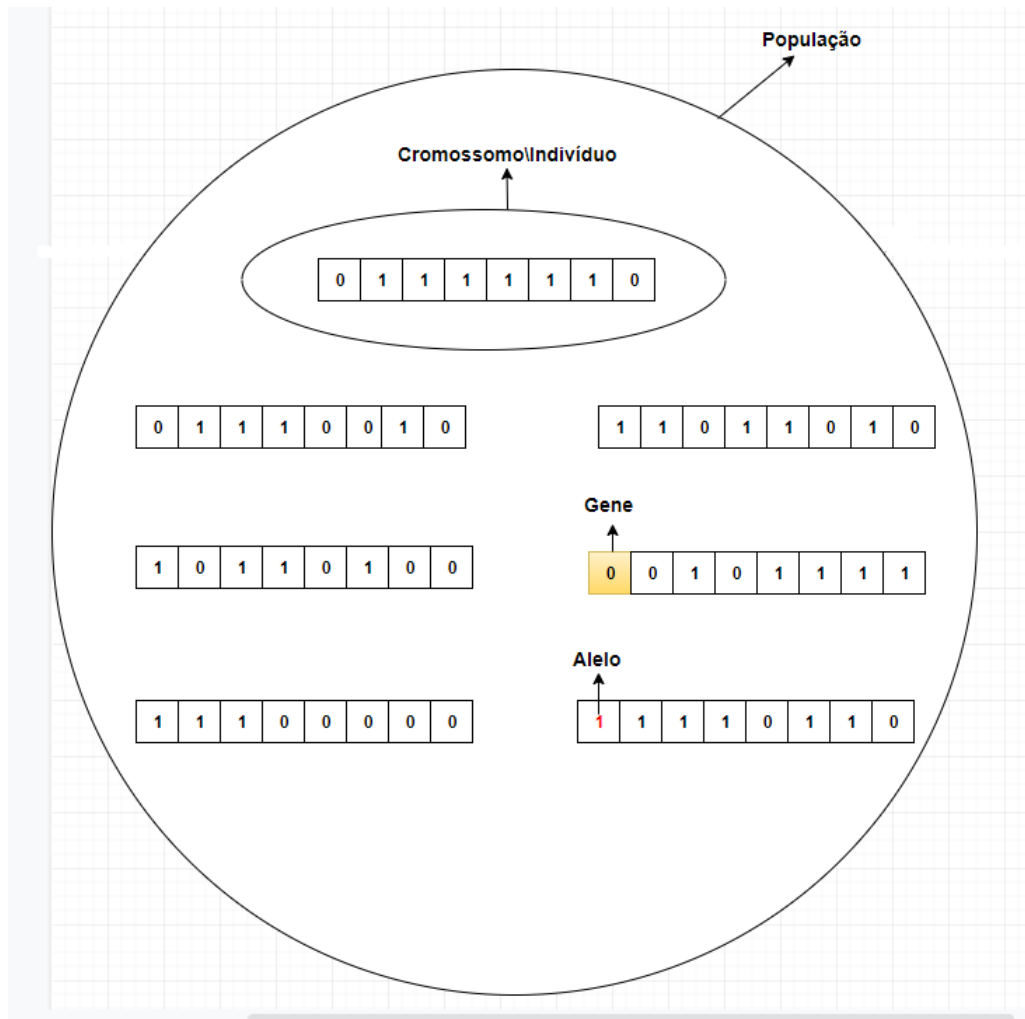 População
Cromossomo\Indivíduo
0 1 1 1 1 1 1 0
0 1 1 1 0 0 1 0
1 1 0 1 1 0 1 0
Gene
1 0 1 1 0 1 0 0
0 0 1 0 1 1 1 1
Alelo
1 1 1 0 0 0 0 0
1 1 1 1 0 1 1 0